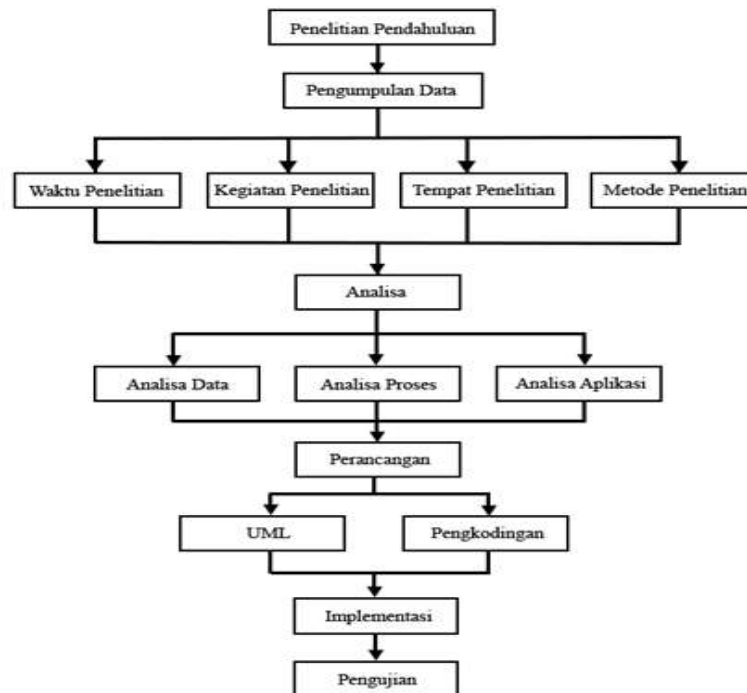 Penelitian Pendahuluan
Pengumpulan Data
Waktu Penelitian
Kegiatan Penelitian
Tempat Penelitian
Metode Penelitian
Analisa
Analisa Data
Analisa Proses
Analisa Aplikasi
Perancangan
UML
Pengkodingan
Implementasi
Pengujian